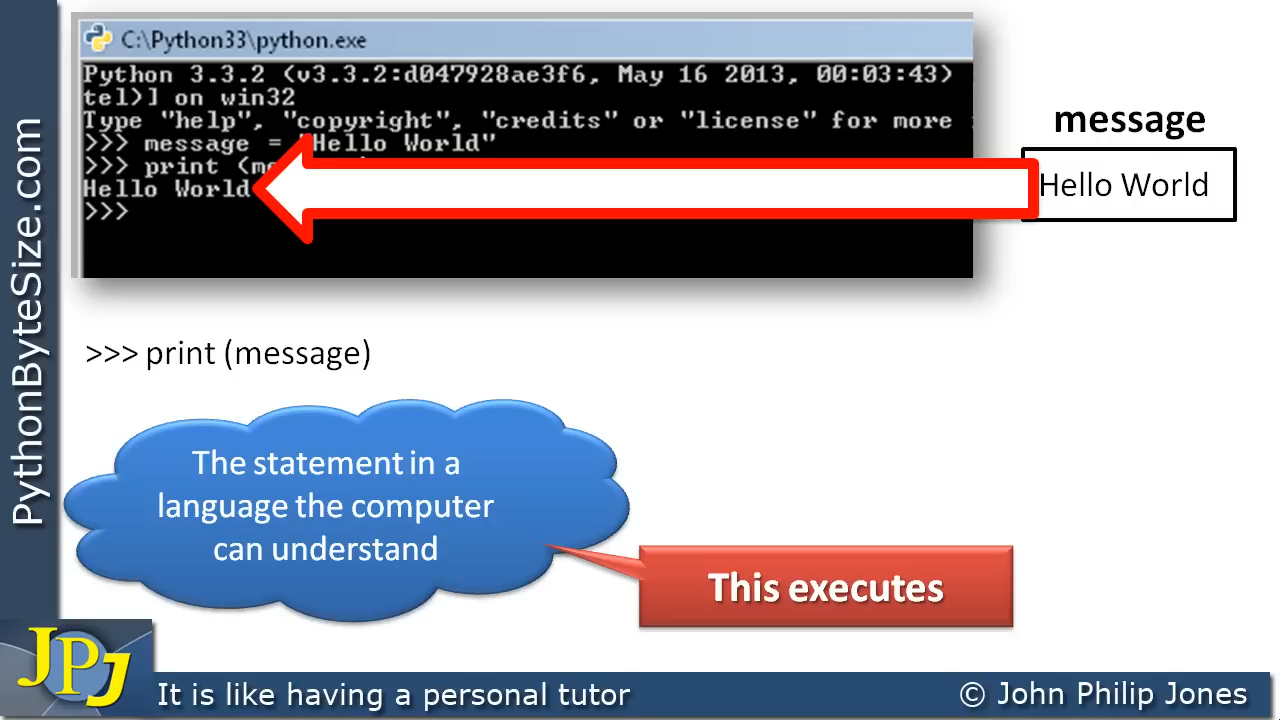 C:\Python33\python.exe
Python 3.3.2 (v3.3.2:d047928ae3f6, May 16 2013, 00:03:43)
tel)] on win32
Type "help", "copyright", "credits" or "license" for more
>>> message = "Hello World"
>>> print (
Hello World
>>>
message
Hello World
>>> print (message)
The statement in a
language the computer
can understand
This executes
PythonByteSize.com
JPJ
It is like having a personal tutor
© John Philip Jones